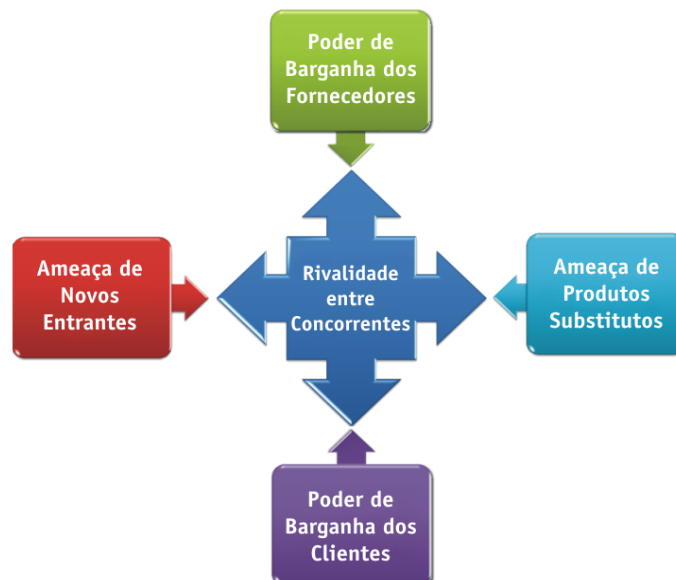 Poder de
Barganha dos
Fornecedores
Ameaça de
Novos
Entrantes
Rivalidade
entre
Concorrentes
Ameaça de
Produtos
Substitutos
Poder de
Barganha dos
Clientes